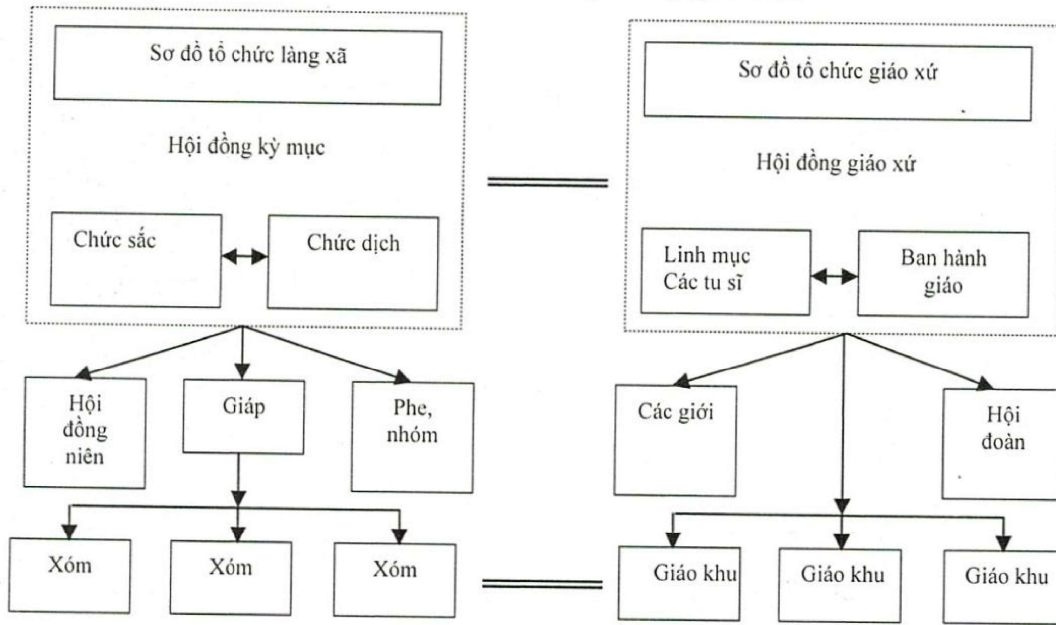 Sơ đồ tổ chức làng xã
Hội đồng kỳ mục
Chức sắc
Chức dịch
Hội
đồng
niên
Giáp
Phe,
nhóm
Xóm
Xóm
Xóm
Sơ đồ tổ chức giáo xứ
Hội đồng giáo xứ
Linh mục
Các tu sĩ
Ban hành
giáo
Các giới
Hội
đoàn
Giáo khu
Giáo khu
Giáo khu